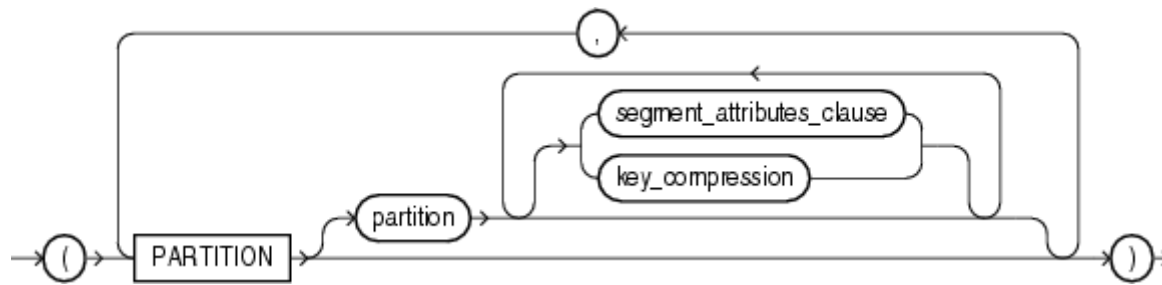 ,
segment_attributes_clause
key_compression
partition
( PARTITION )